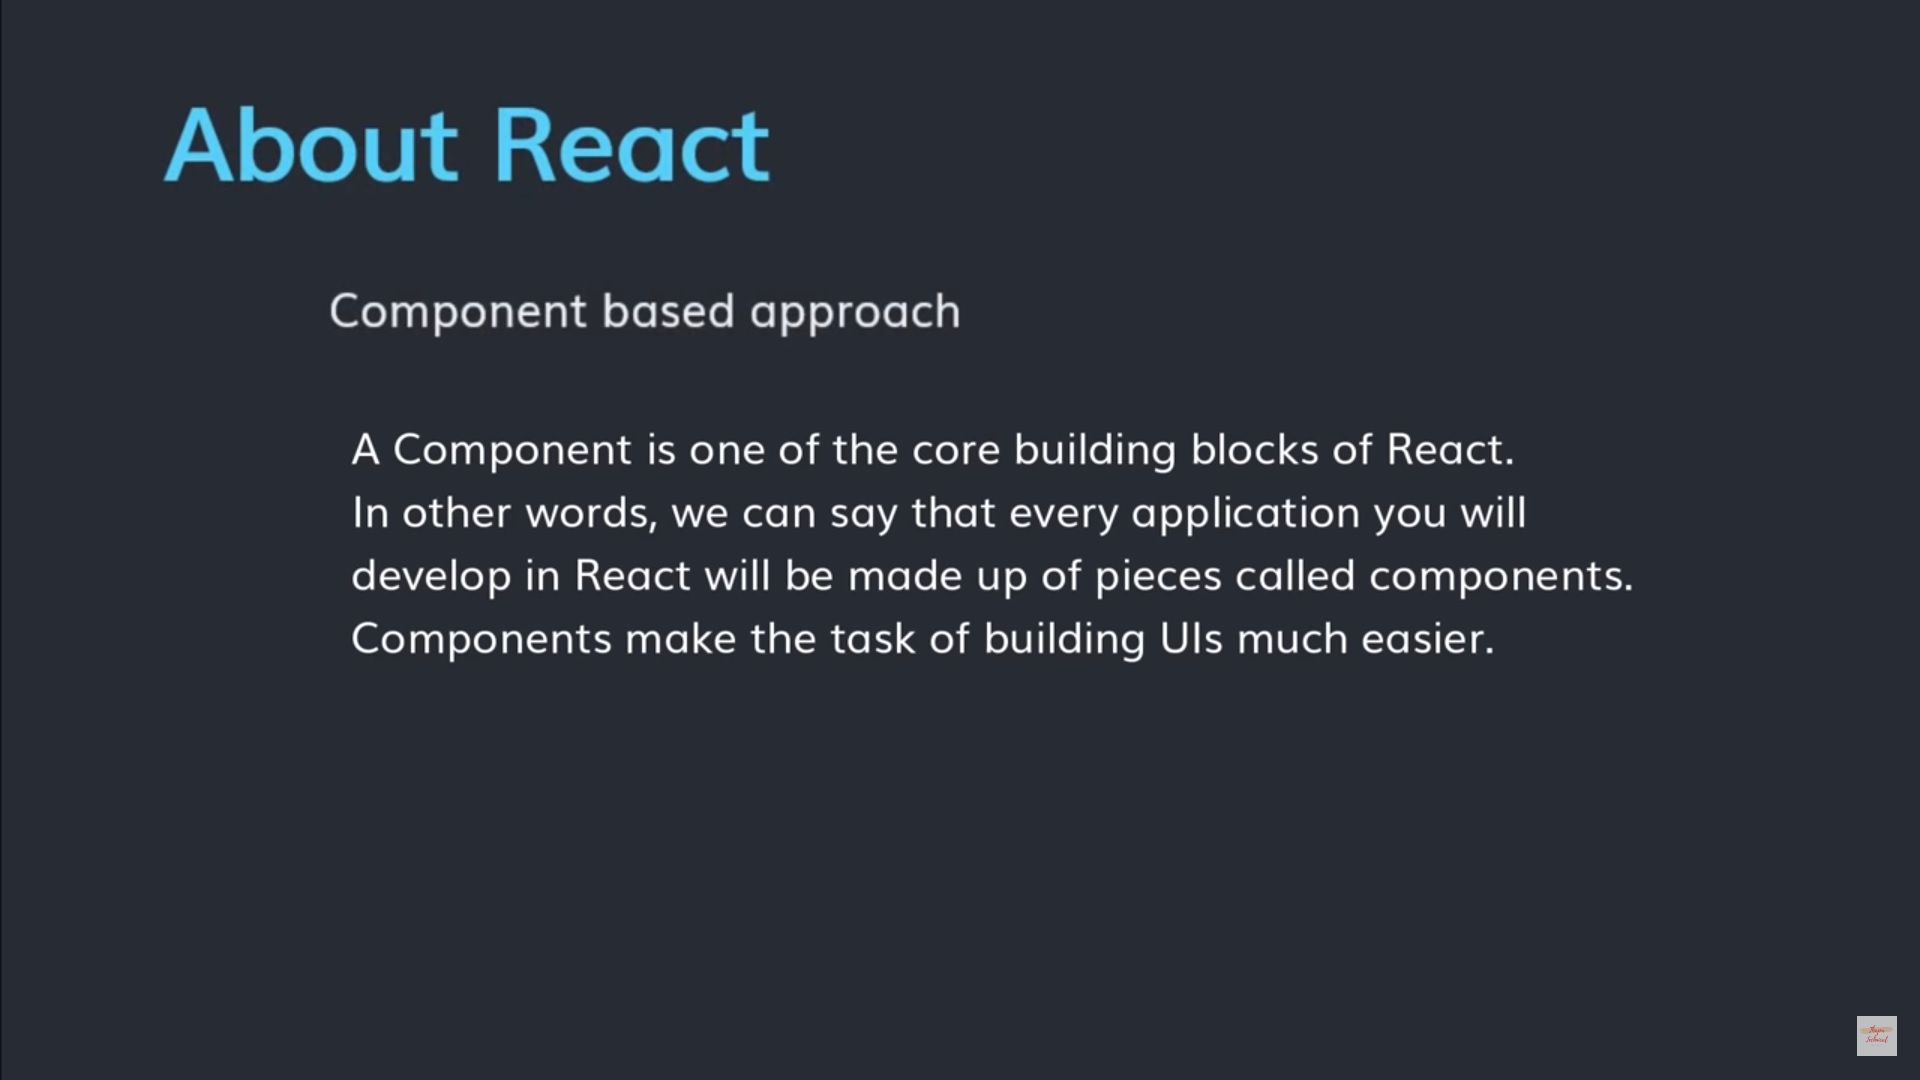 About React
Component based approach
A Component is one of the core building blocks of React.
In other words, we can say that every application you will
develop in React will be made up of pieces called components.
Components make the task of building UIs much easier.